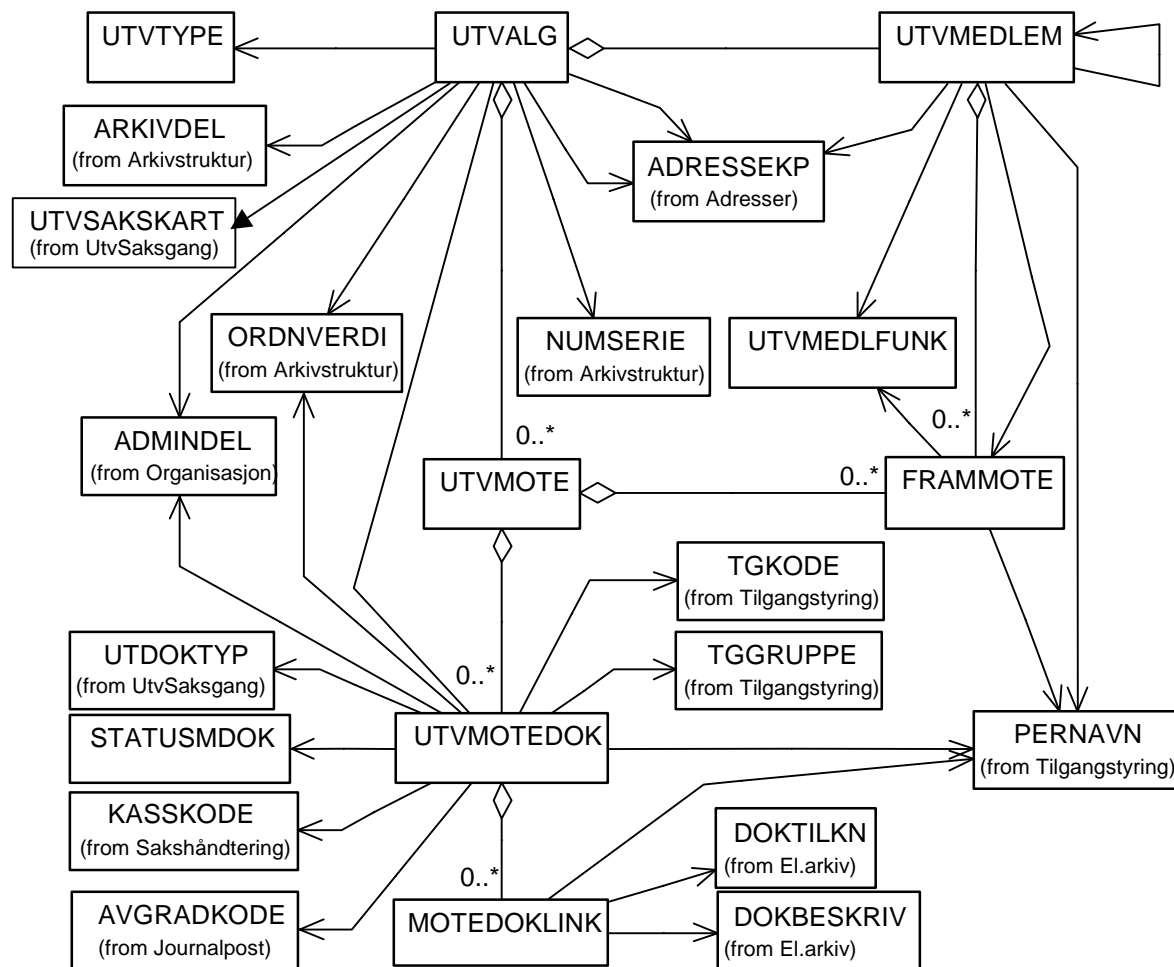 UTVTYPE
UTVALG
UTVMEDLEM
ARKIVDEL
(from Arkivstruktur)
ADRESSEKP
(from Adresser)
UTVSAKSKART
(from UtvSaksgang)
ORDNVERDI
(from Arkivstruktur)
NUMSERIE
(from Arkivstruktur)
UTVMEDLFUNK
ADMINDEL
(from Organisasjon)
0..*
0..*
UTVMOTE
0..*
FRAMMOTE
TGKODE
(from Tilgangstyring)
UTDOKTYP
(from UtvSaksgang)
TGGRUPPE
(from Tilgangstyring)
0..*
STATUSMDOK
UTVMOTEDOK
PERNAVN
(from Tilgangstyring)
KASSKODE
(from Sakshåndtering)
DOKTILKN
(from El.arkiv)
0..*
AVGRADKODE
(from Journalpost)
MOTEDOKLINK
DOKBESKRIV
(from El.arkiv)